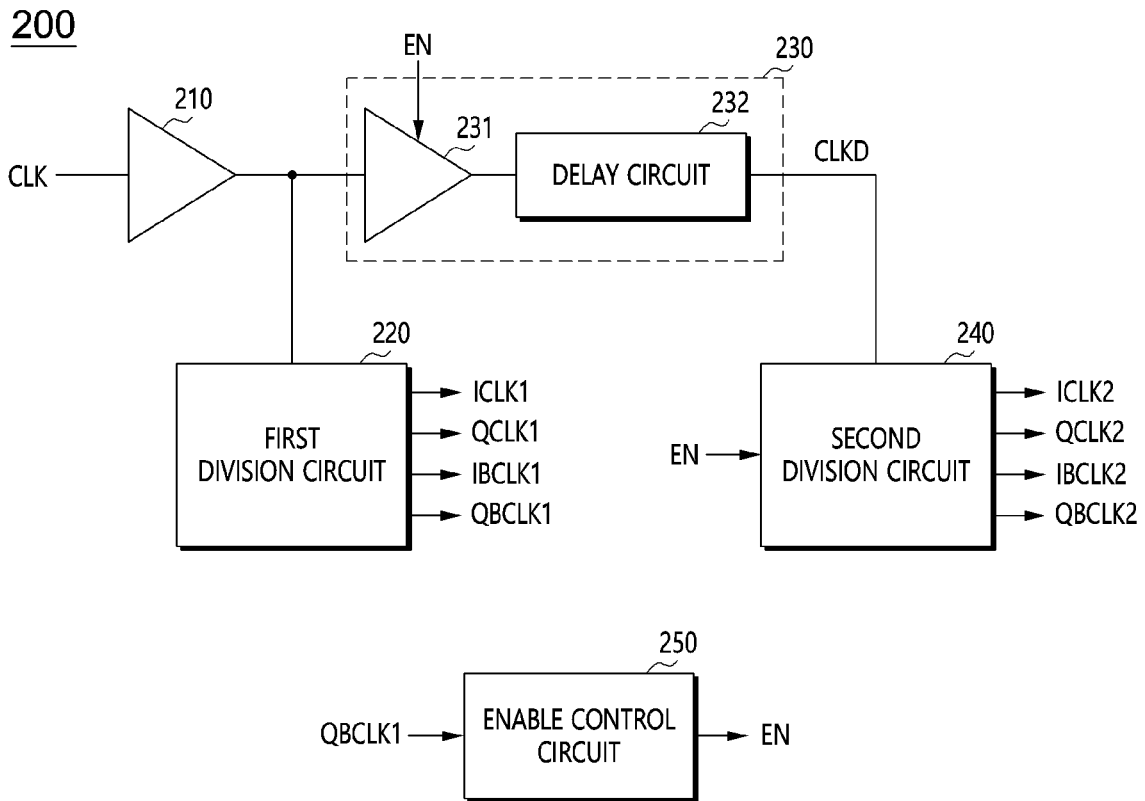 200
EN
230
210
231
232
CLK
DELAY CIRCUIT
CLKD
220
FIRST
DIVISION CIRCUIT
ICLK1
QCLK1
IBCLK1
QBCLK1
240
EN
SECOND
DIVISION CIRCUIT
ICLK2
QCLK2
IBCLK2
QBCLK2
250
QBCLK1
ENABLE CONTROL
CIRCUIT
EN